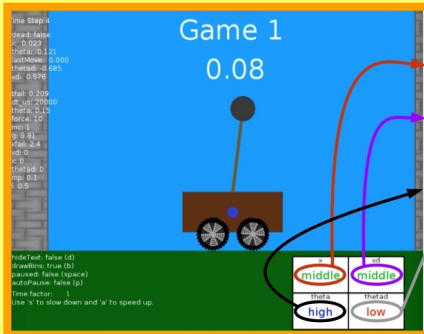 Game 1
0.08
Time Step 4
dead: false
x: 0.023
theta: 0.121
lastMove: 0.000
thetad: -0.685
xd: 0.576
tfail: 0.209
dt_us: 20000
theta: 0.15
force: 10
mc: 1
g: 9.81
xfail: 2.4
xd: 0
x: 0
thetad: 0
mp: 0.1
l: 0.5
hideText: false (d)
drawBins: true (b)
paused: false (space)
autoPause: false (p)
Time factor: 1
Use 's' to slow down and 'a' to speed up.
x xd
middle middle
theta thetad
high low